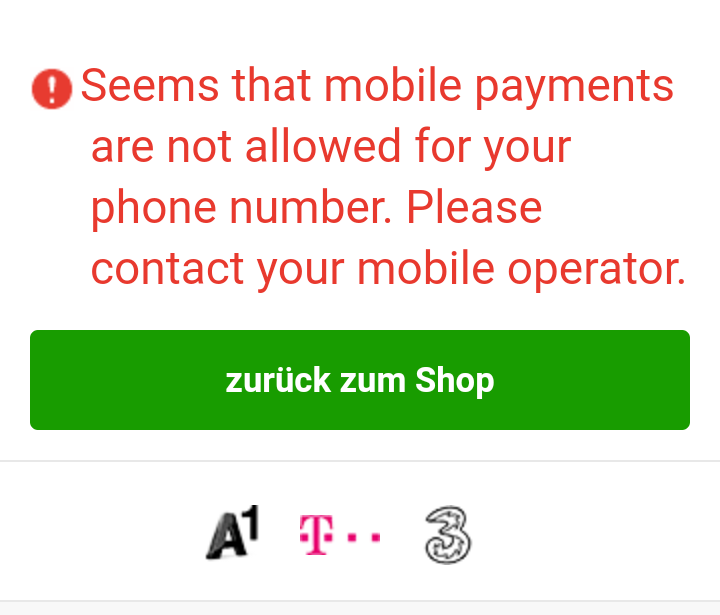 Seems that mobile payments
are not allowed for your
phone number. Please
contact your mobile operator.
zurück zum Shop
A1 T·· 3